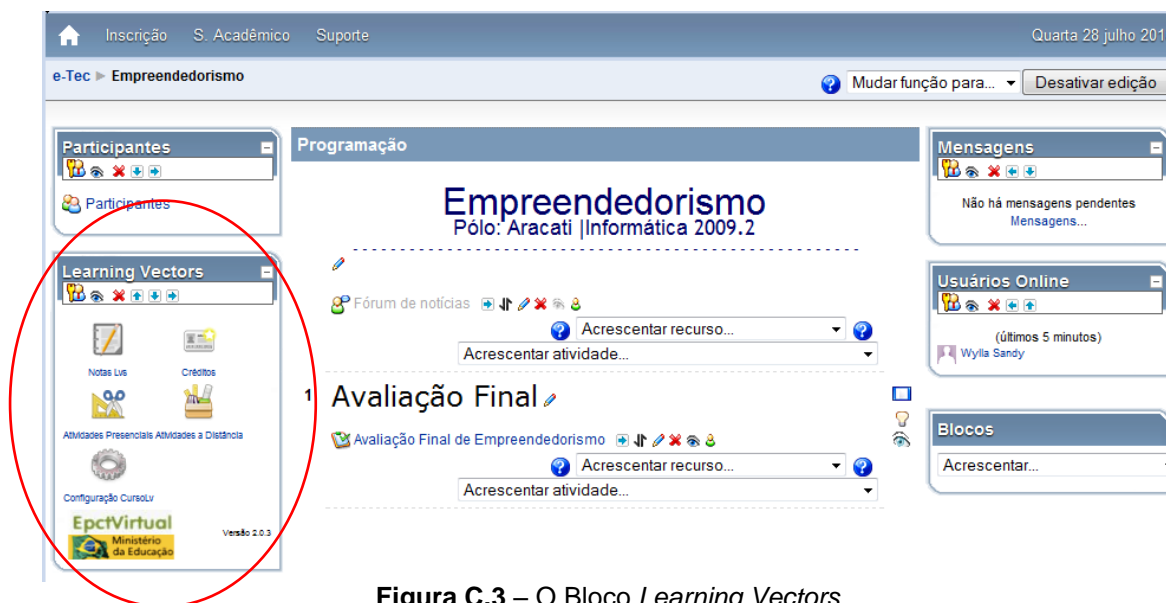 Inscrição S. Acadêmico Suporte Quarta 28 julho 201
e-Tec ► Empreendedorismo
Mudar função para... Desativar edição
Participantes
Participantes
Learning Vectors
Notas Lvs Créditos
Atividades Presenciais Atividades a Distância
Configuração CursoLv
EpctVirtual
Ministério
da Educação
Versão 2.0.3
Programação
Empreendedorismo
Pólo: Aracati |Informática 2009.2
Fórum de notícias
Acrescentar recurso...
Acrescentar atividade...
1 Avaliação Final
Avaliação Final de Empreendedorismo
Acrescentar recurso...
Acrescentar atividade...
Mensagens
Não há mensagens pendentes
Mensagens...
Usuários Online
(últimos 5 minutos)
Wylla Sandy
Blocos
Acrescentar...
Figura C.3 – O Bloco Learning Vectors